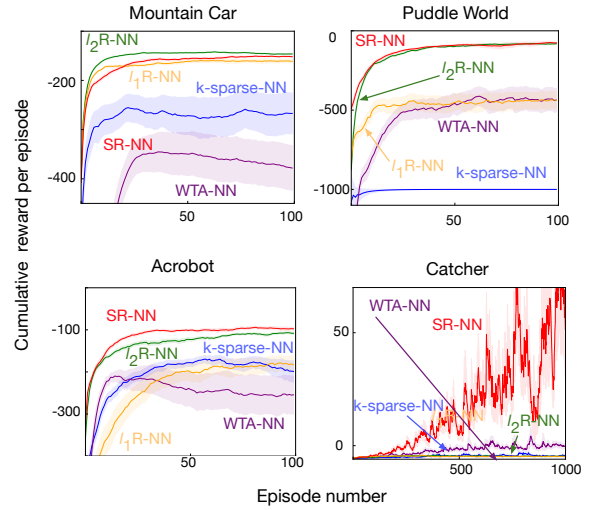 Mountain Car
Puddle World
l2R-NN
-200
l1R-NN
k-sparse-NN
SR-NN
-400
WTA-NN
50
100
0
SR-NN
l2R-NN
-500
WTA-NN
l1R-NN
k-sparse-NN
-1000
50
100
Cumulative reward per episode
Acrobot
Catcher
SR-NN
-100
l2R-NN
k-sparse-NN
-300
WTA-NN
l1R-NN
50
100
WTA-NN
50
SR-NN
k-sparse-NN
l2R-NN
0
500
1000
Episode number